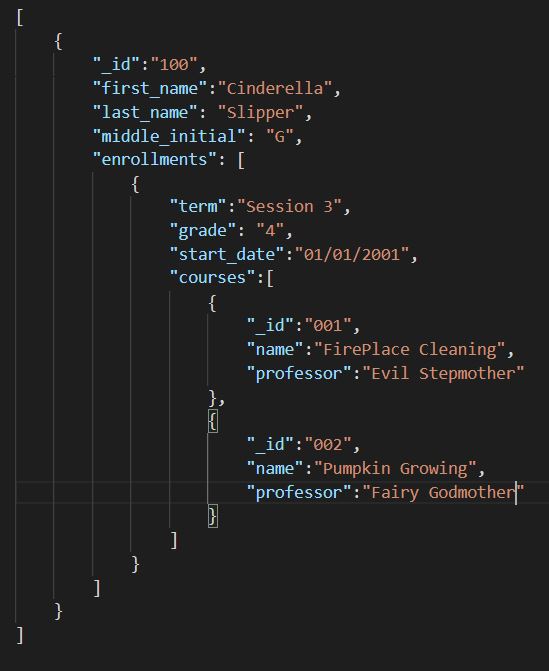 [
    {
        "_id":"100",
        "first_name":"Cinderella",
        "last_name": "Slipper",
        "middle_initial": "G",
        "enrollments": [
            {
                "term":"Session 3",
                "grade": "4",
                "start_date":"01/01/2001",
                "courses":[
                    {
                        "_id":"001",
                        "name":"FirePlace Cleaning",
                        "professor":"Evil Stepmother"
                    },
                    {
                        "_id":"002",
                        "name":"Pumpkin Growing",
                        "professor":"Fairy Godmother"
                    }
                ]
            }
        ]
    }
]